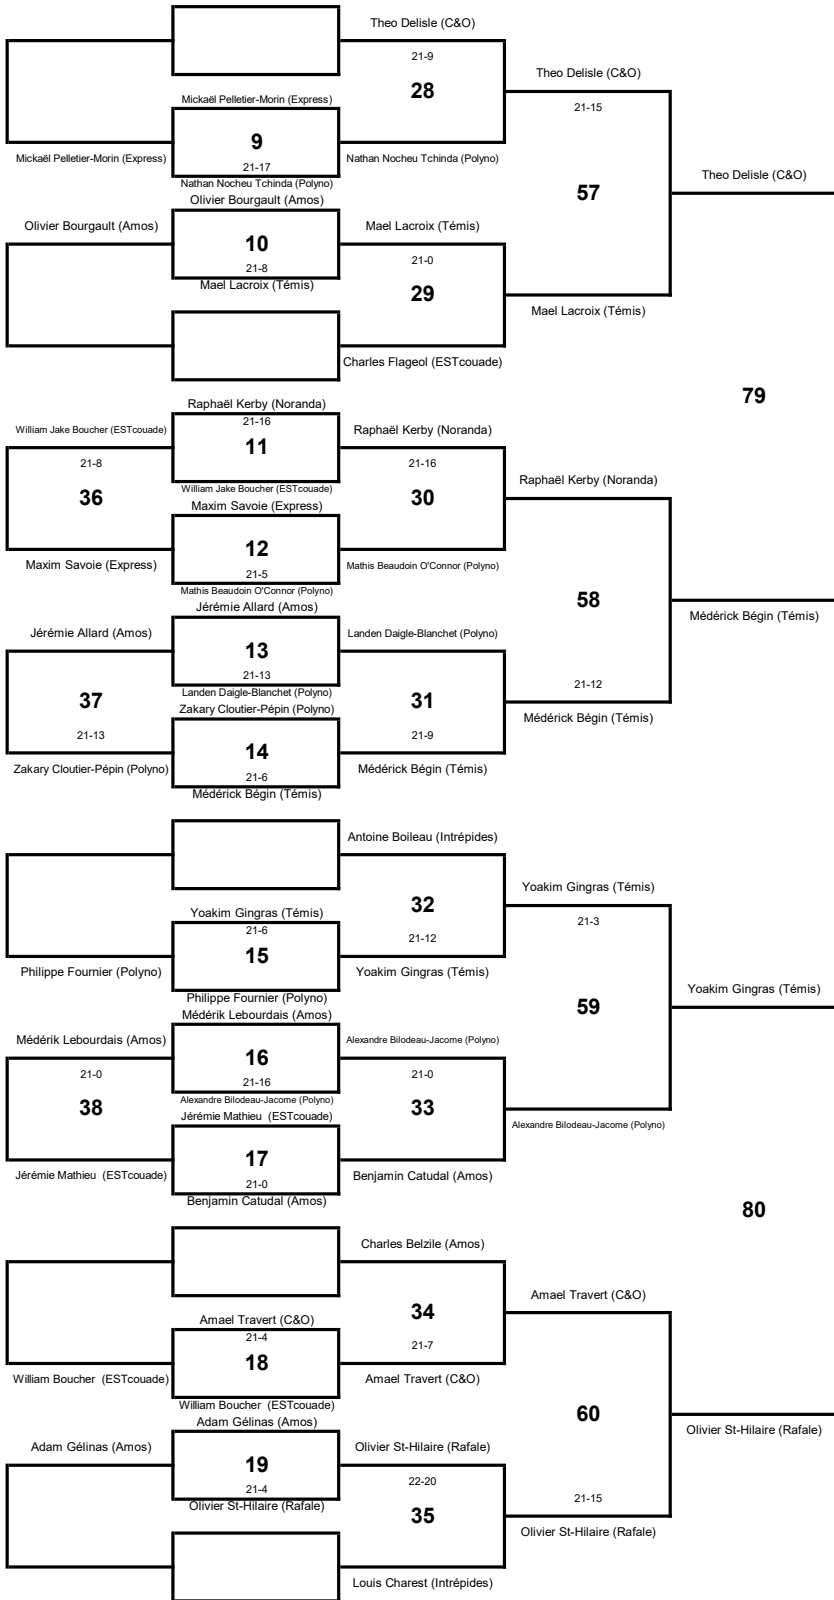 Theo Delisle (C&O)
21-9
Theo Delisle (C&O)
28
Mickaël Pelletier-Morin (Express)
21-15
9
Mickaël Pelletier-Morin (Express)
21-17
Nathan Nocheu Tchinda (Polyno)
Theo Delisle (C&O)
Nathan Nocheu Tchinda (Polyno)
57
Olivier Bourgault (Amos)
Olivier Bourgault (Amos)
Mael Lacroix (Témis)
10
21-0
21-8
Mael Lacroix (Témis)
29
Mael Lacroix (Témis)
Charles Flageol (ESTcouade)
79
Raphaël Kerby (Noranda)
21-16
William Jake Boucher (ESTcouade)
Raphaël Kerby (Noranda)
11
21-8
21-16
Raphaël Kerby (Noranda)
William Jake Boucher (ESTcouade)
36
30
Maxim Savoie (Express)
12
Maxim Savoie (Express)
21-5
Mathis Beaudoin O'Connor (Polyno)
Mathis Beaudoin O'Connor (Polyno)
58
Jérémie Allard (Amos)
Médérick Bégin (Témis)
Jérémie Allard (Amos)
13
Landen Daigle-Blanchet (Polyno)
21-13
21-12
Landen Daigle-Blanchet (Polyno)
37
31
Zakary Cloutier-Pépin (Polyno)
Médérick Bégin (Témis)
21-13
21-9
14
Zakary Cloutier-Pépin (Polyno)
21-6
Médérick Bégin (Témis)
Médérick Bégin (Témis)
Antoine Boileau (Intrépides)
Yoakim Gingras (Témis)
32
Yoakim Gingras (Témis)
21-3
21-6
21-12
15
Philippe Fournier (Polyno)
Yoakim Gingras (Témis)
Yoakim Gingras (Témis)
Philippe Fournier (Polyno)
59
Médérik Lebourdais (Amos)
Médérik Lebourdais (Amos)
Alexandre Bilodeau-Jacome (Polyno)
16
21-0
21-16
21-0
Alexandre Bilodeau-Jacome (Polyno)
38
33
Jérémie Mathieu  (ESTcouade)
Alexandre Bilodeau-Jacome (Polyno)
17
Jérémie Mathieu  (ESTcouade)
21-0
Benjamin Catudal (Amos)
Benjamin Catudal (Amos)
80
Charles Belzile (Amos)
Amael Travert (C&O)
34
Amael Travert (C&O)
21-4
21-7
18
William Boucher  (ESTcouade)
Amael Travert (C&O)
William Boucher  (ESTcouade)
60
Adam Gélinas (Amos)
Olivier St-Hilaire (Rafale)
Adam Gélinas (Amos)
Olivier St-Hilaire (Rafale)
19
22-20
21-4
21-15
Olivier St-Hilaire (Rafale)
35
Olivier St-Hilaire (Rafale)
Louis Charest (Intrépides)